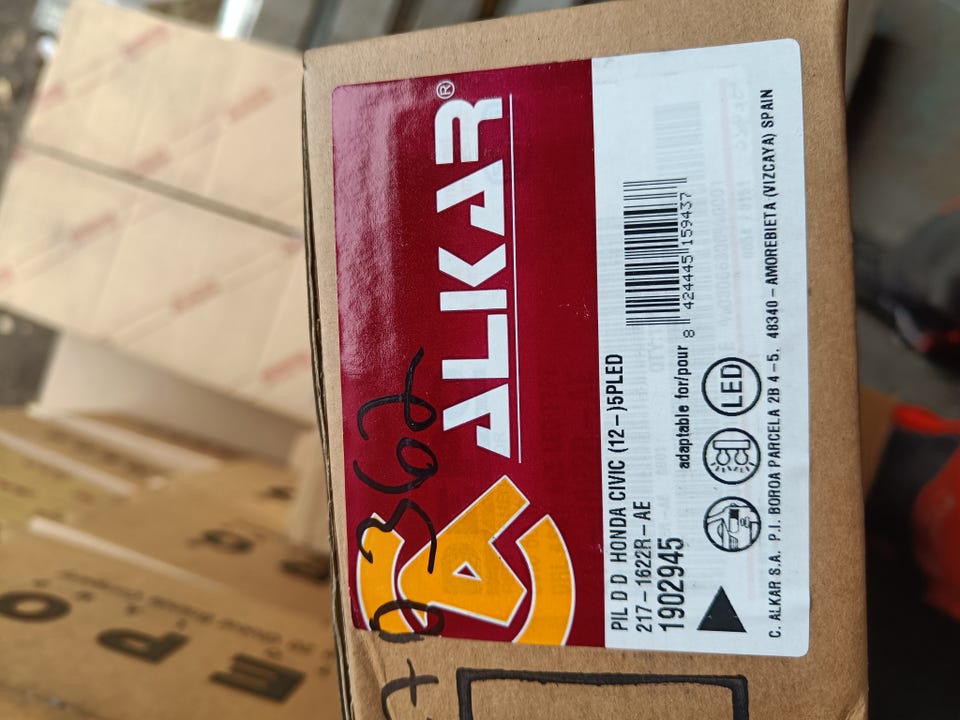 ALKAR®
362
PIL D D HONDA CIVIC (12-)5PLED
217-1622R-AE
1902945
adaptable for/pour
8 424445 159437
LED
C. ALKAR S.A. P.I. BOROA PARCELA 2B 4-5. 48340 - AMOREBIETA (VIZCAYA) SPAIN
E P O